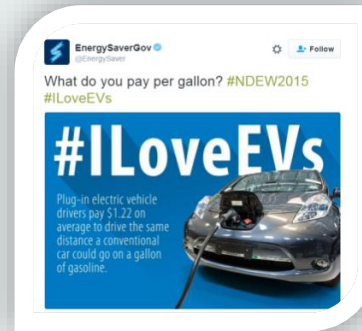 EnergySaverGov
@EnergySaver
Follow
What do you pay per gallon? #NDEW2015
#ILoveEVs
#ILoveEVs
Plug-in electric vehicle
drivers pay $1.22 on
average to drive the same
distance a conventional
car could go on a gallon
of gasoline.